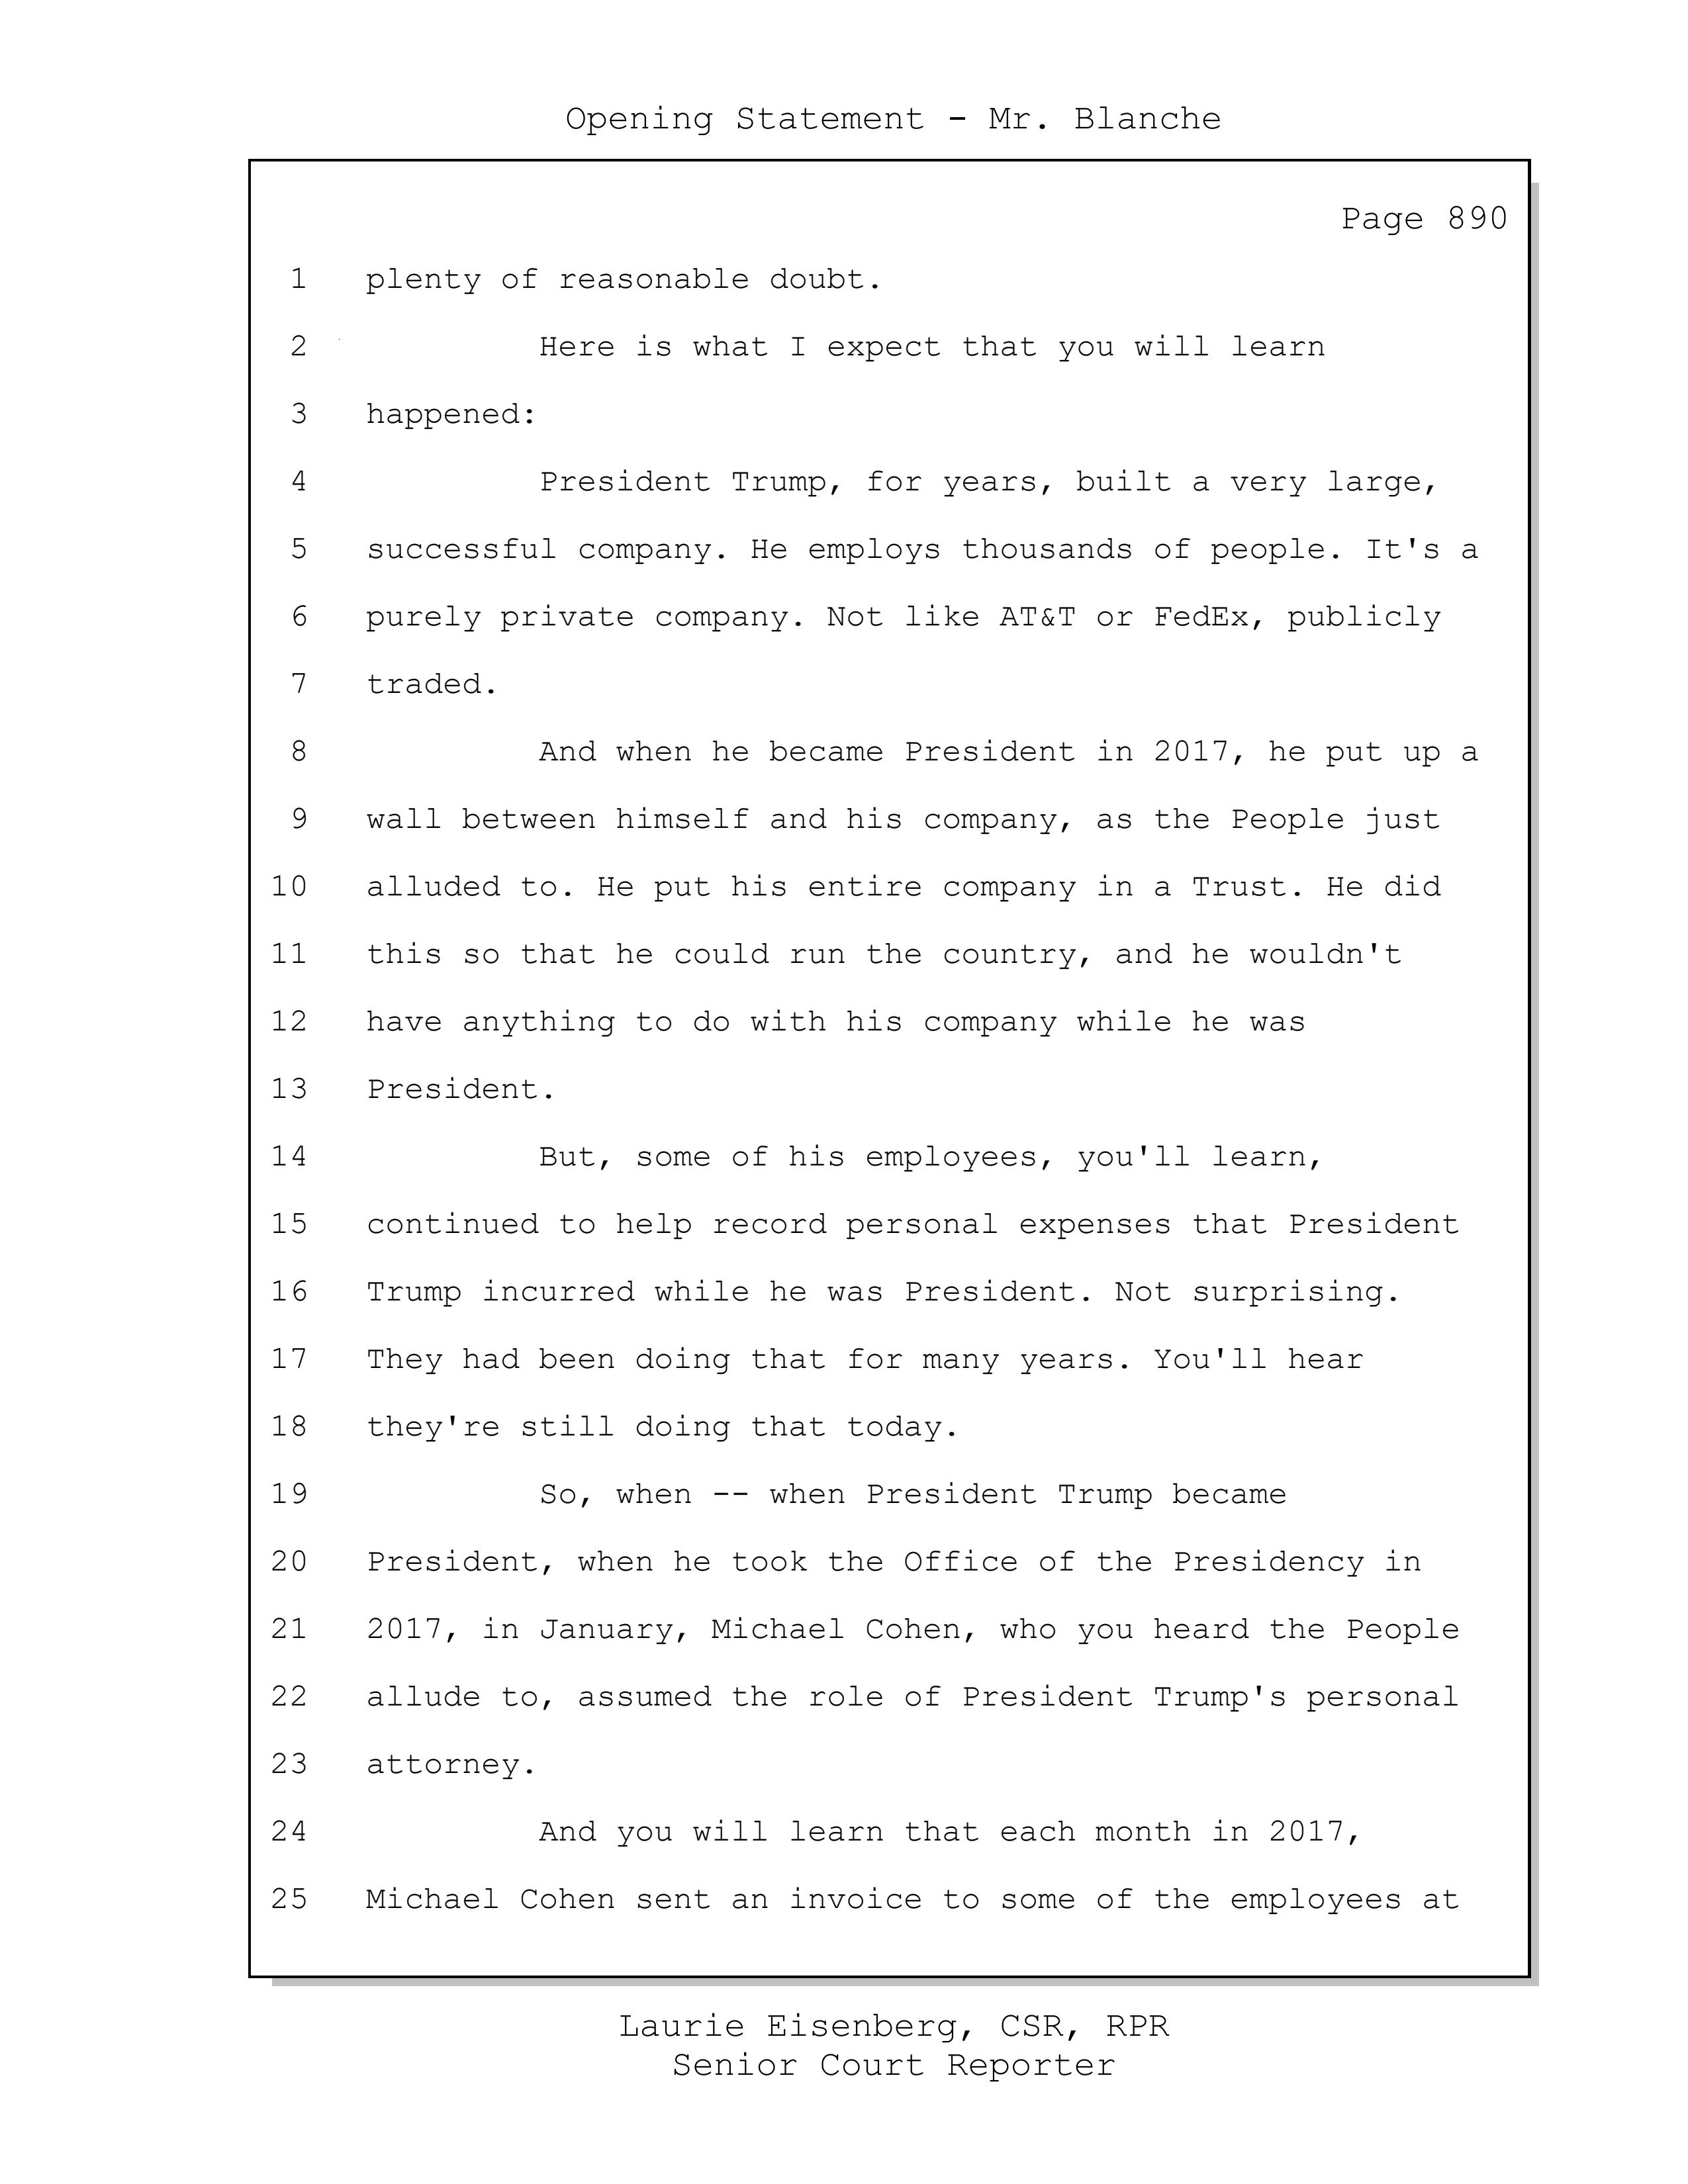 Opening Statement - Mr. Blanche
Page 890
1 plenty of reasonable doubt.
2 Here is what I expect that you will learn
3 happened:
4 President Trump, for years, built a very large,
5 successful company. He employs thousands of people. It's a
6 purely private company. Not like AT&T or FedEx, publicly
7 traded.
8 And when he became President in 2017, he put up a
9 wall between himself and his company, as the People just
10 alluded to. He put his entire company in a Trust. He did
11 this so that he could run the country, and he wouldn't
12 have anything to do with his company while he was
13 President.
14 But, some of his employees, you'll learn,
15 continued to help record personal expenses that President
16 Trump incurred while he was President. Not surprising.
17 They had been doing that for many years. You'll hear
18 they're still doing that today.
19 So, when -- when President Trump became
20 President, when he took the Office of the Presidency in
21 2017, in January, Michael Cohen, who you heard the People
22 allude to, assumed the role of President Trump's personal
23 attorney.
24 And you will learn that each month in 2017,
25 Michael Cohen sent an invoice to some of the employees at
Laurie Eisenberg, CSR, RPR
Senior Court Reporter